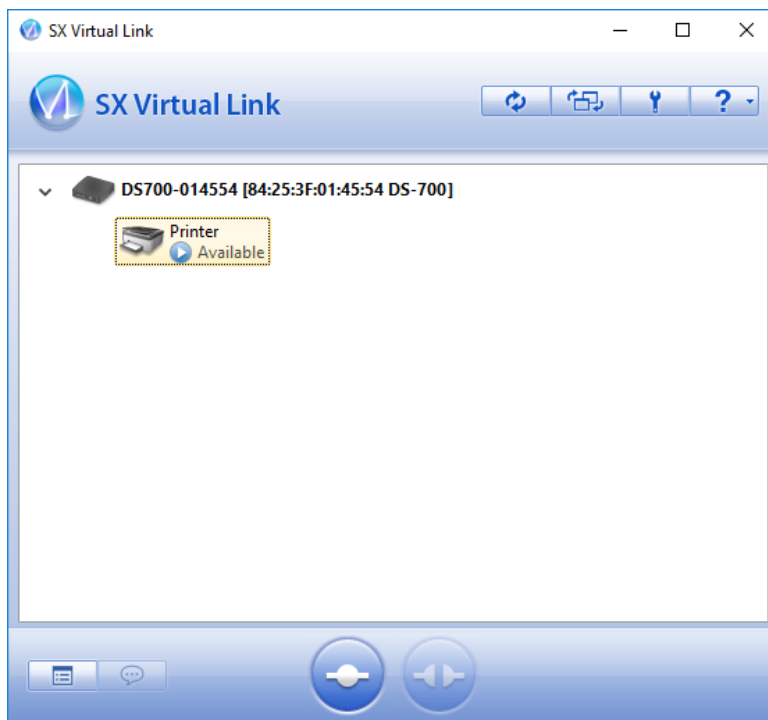 SX Virtual Link
SX Virtual Link
?
DS700-014554 [84:25:3F:01:45:54 DS-700]
Printer
Available